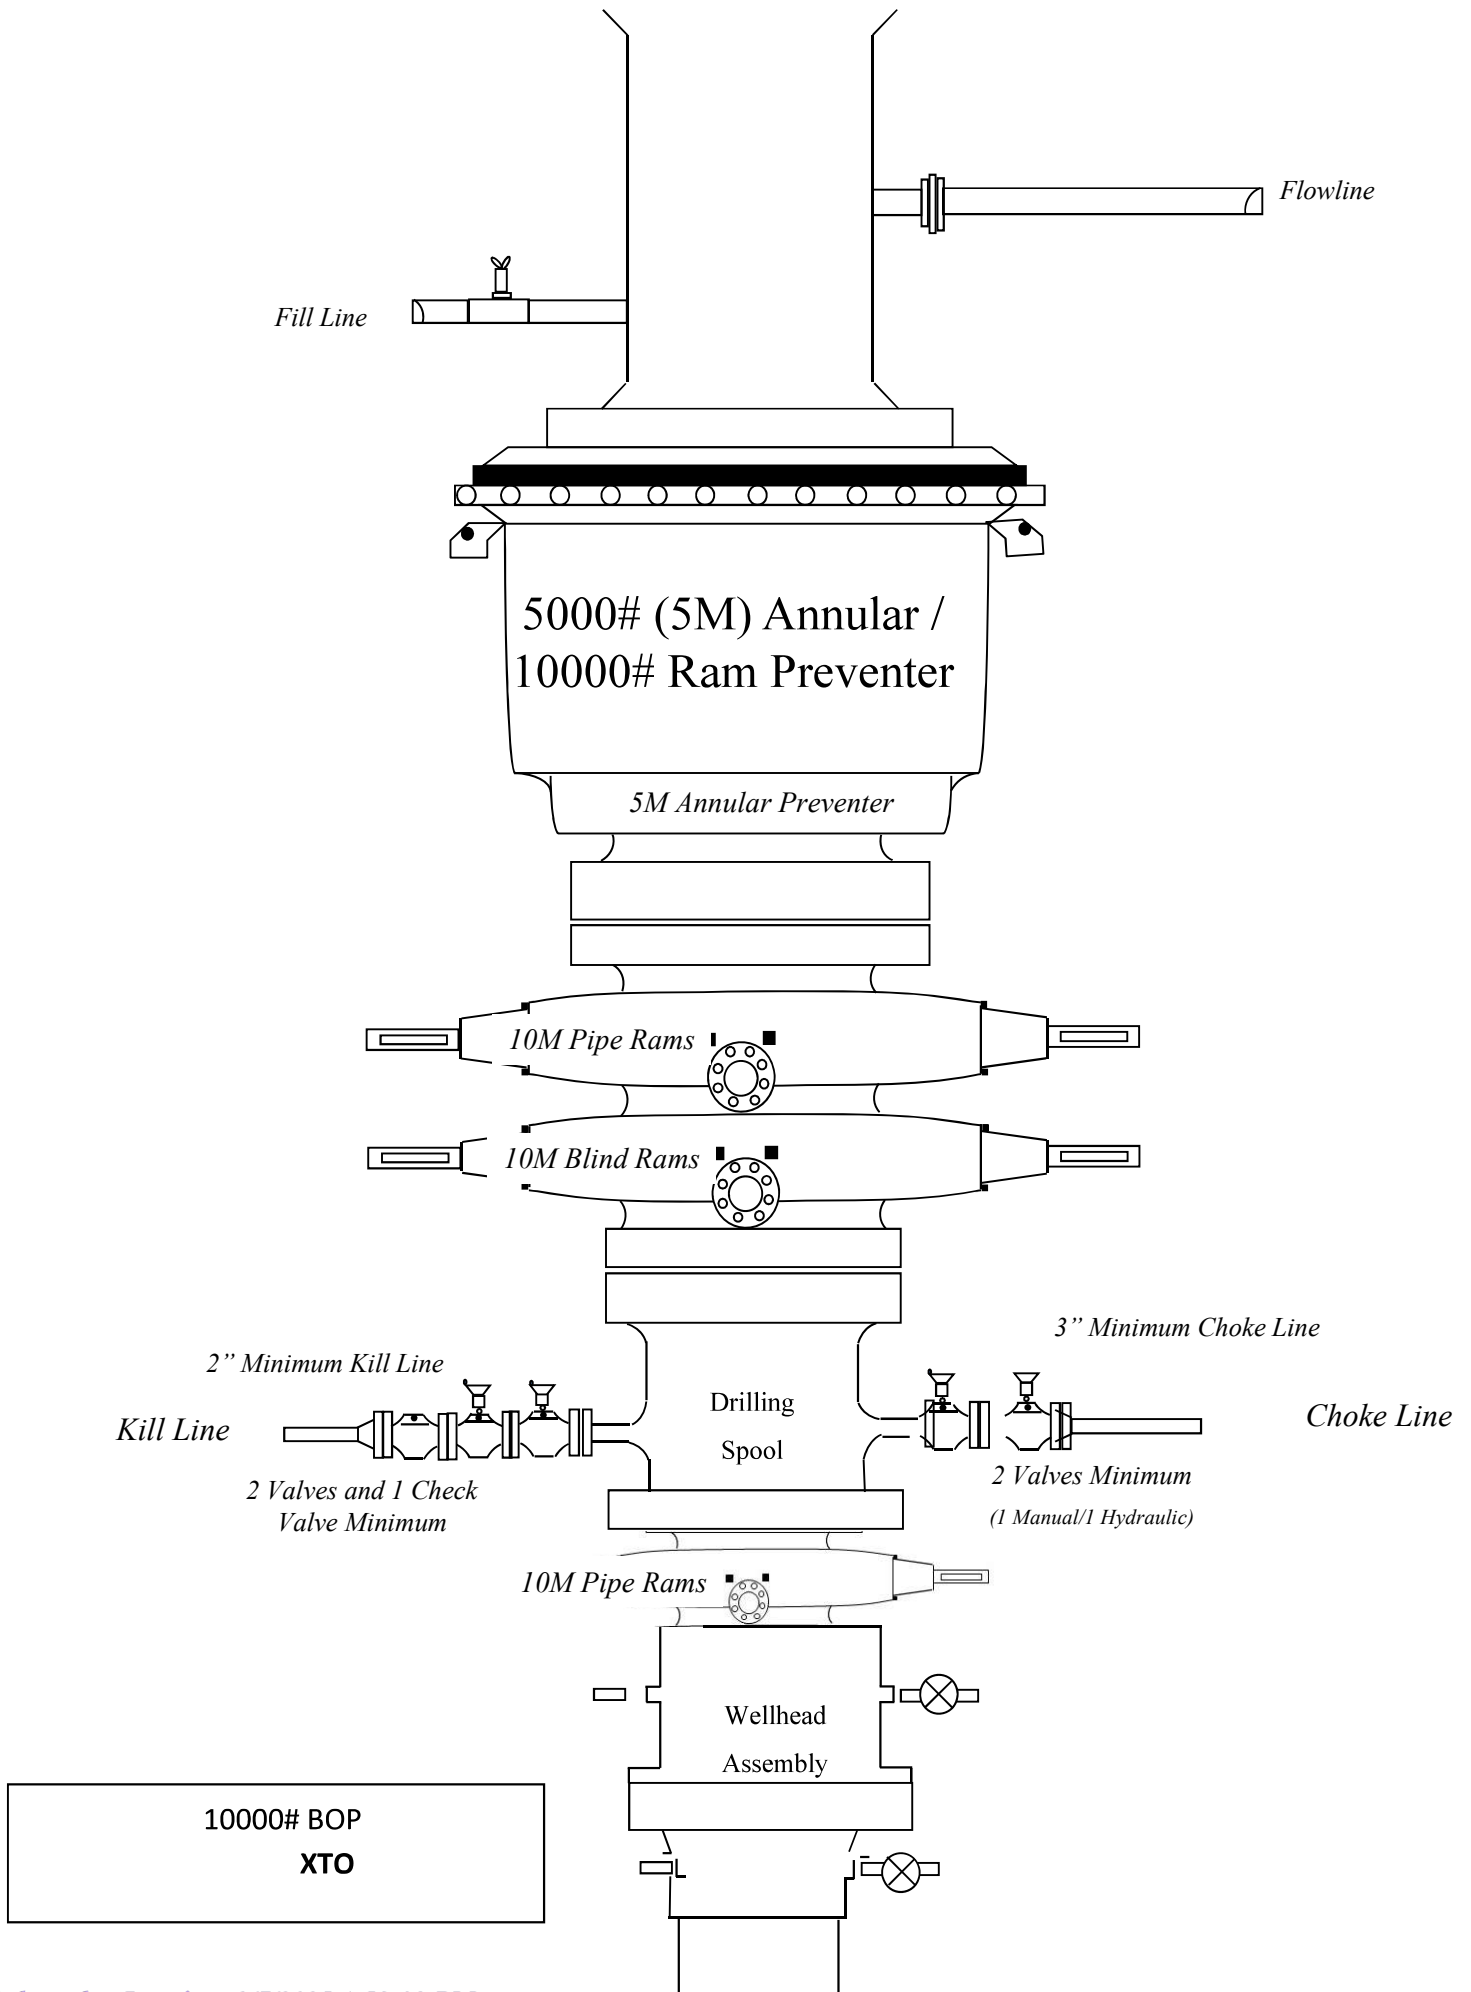 Flowline
Fill Line
5000# (5M) Annular /
10000# Ram Preventer
5M Annular Preventer
10M Pipe Rams
10M Blind Rams
3” Minimum Choke Line
2” Minimum Kill Line
Drilling
Spool
Kill Line
Choke Line
2 Valves Minimum
(1 Manual/1 Hydraulic)
2 Valves and 1 Check
Valve Minimum
10M Pipe Rams
Wellhead
Assembly
10000# BOP
XTO